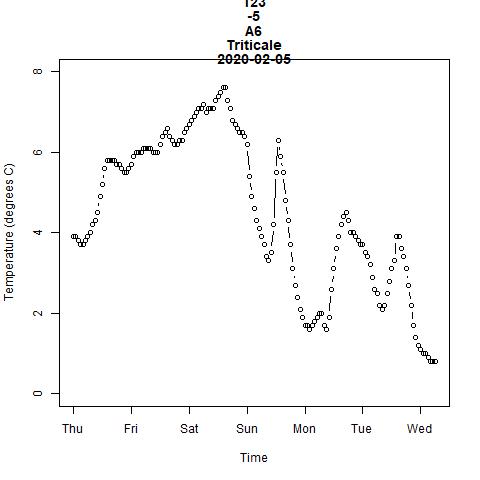 123
-5
A6
Triticale
2020-02-05
8
6
4
2
0
Temperature (degrees C)
Thu Fri Sat Sun Mon Tue Wed
Time